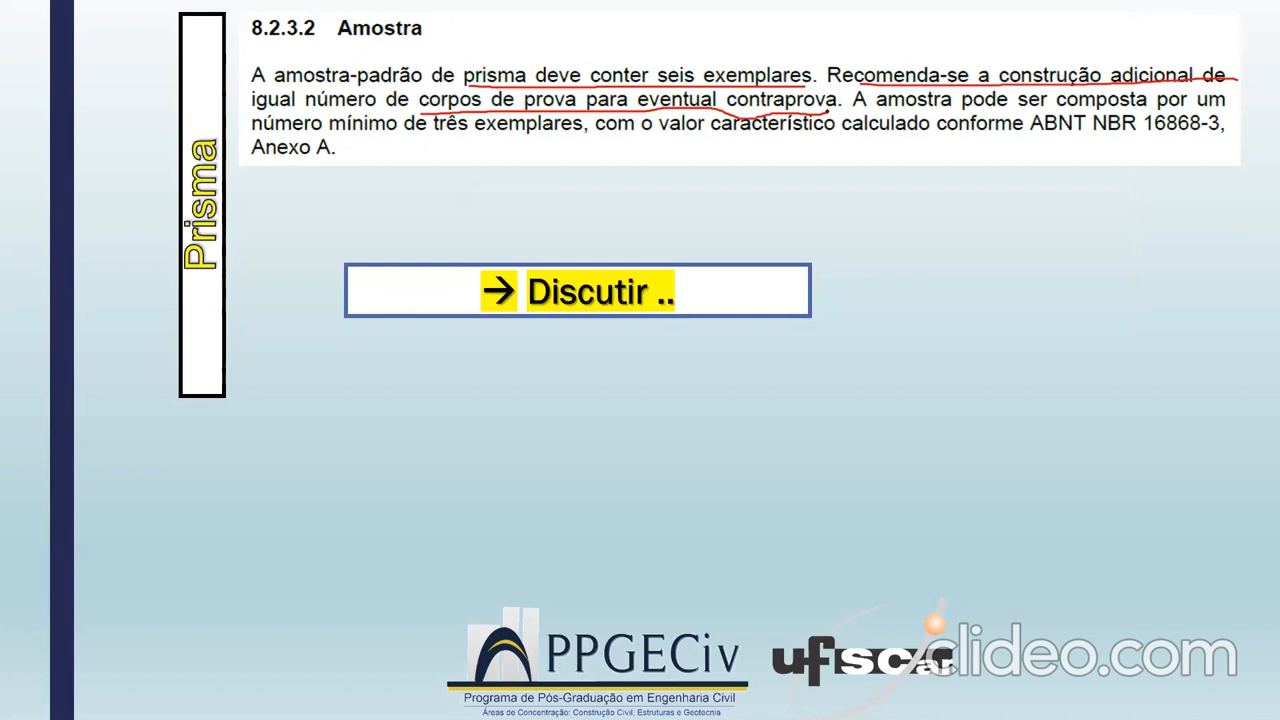 8.2.3.2 Amostra
A amostra-padrão de prisma deve conter seis exemplares. Recomenda-se a construção adicional de
igual número de corpos de prova para eventual contraprova. A amostra pode ser composta por um
número mínimo de três exemplares, com o valor característico calculado conforme ABNT NBR 16868-3,
Anexo A.
Prisma
→ Discutir ..
PPGECiv
Programa de Pós-Graduação em Engenharia Civil
Áreas de Concentração: Construção Civil, Estruturas e Geotecnia
ufscar
clideo.com